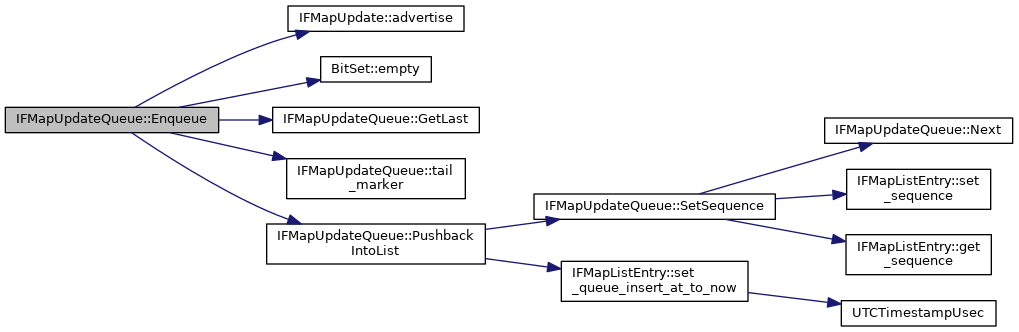 IFMapUpdateQueue::Enqueue
IFMapUpdate::advertise
BitSet::empty
IFMapUpdateQueue::GetLast
IFMapUpdateQueue::tail
_marker
IFMapUpdateQueue::Pushback
IntoList
IFMapUpdateQueue::SetSequence
IFMapListEntry::set
_queue_insert_at_to_now
IFMapUpdateQueue::Next
IFMapListEntry::set
_sequence
IFMapListEntry::get
_sequence
UTCTimestampUsec